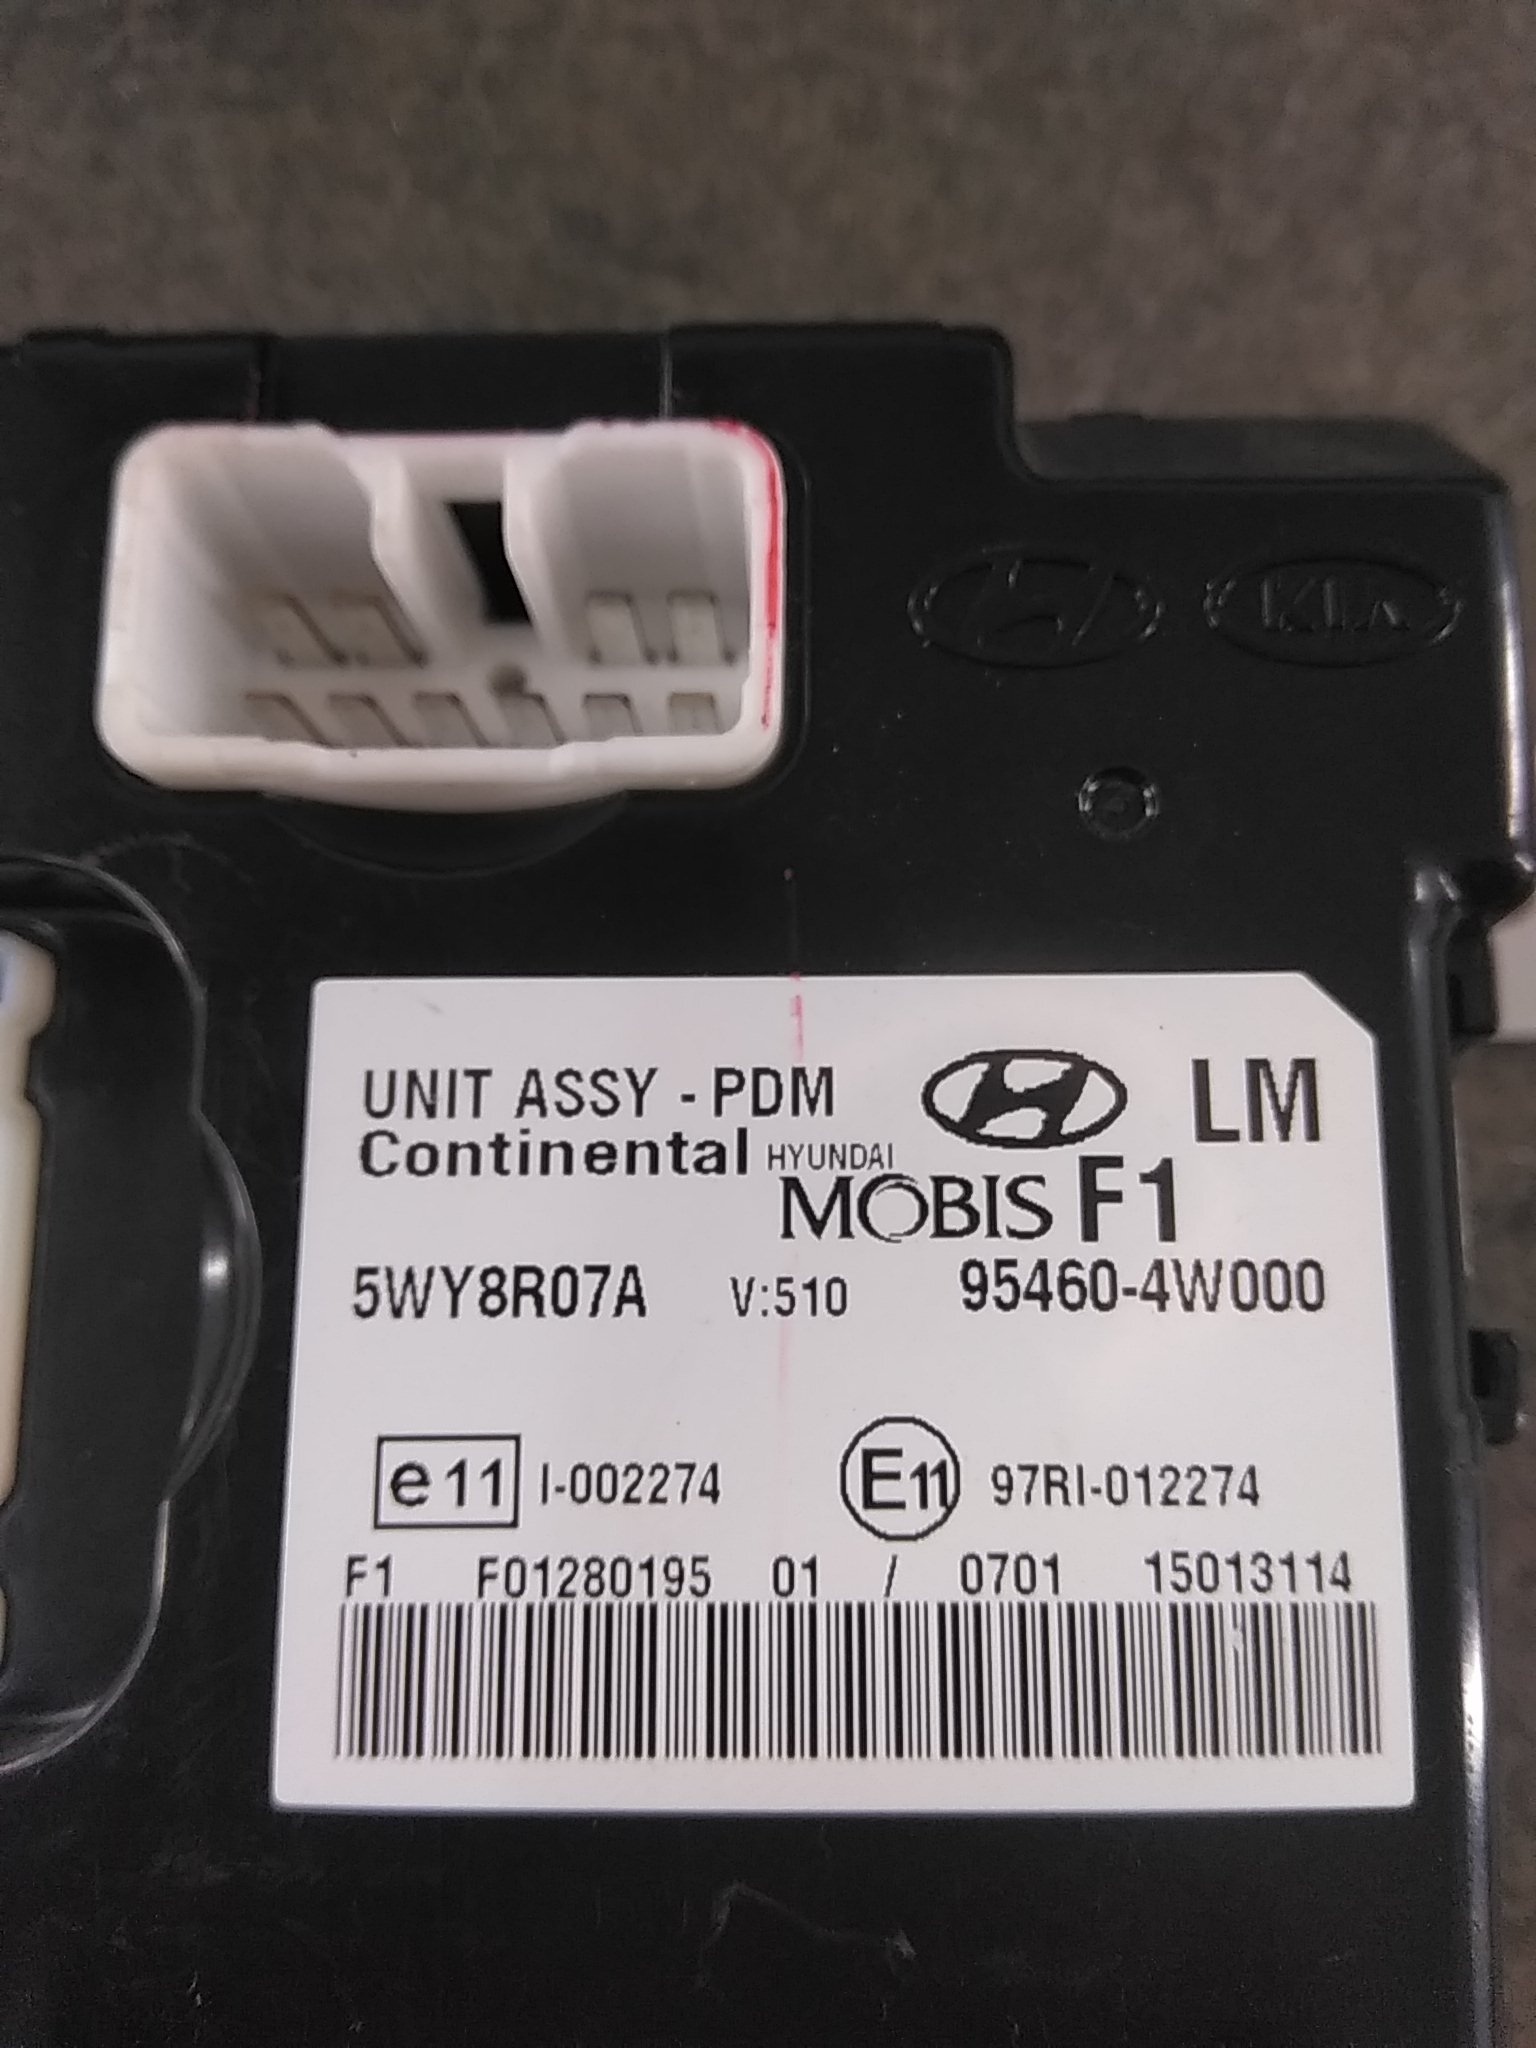 KIA
UNIT ASSY - PDM
LM
Continental HYUNDAI
MOBIS F1
5WY8R07A V:510 95460-4W000
e11 I-002274 E11 97RI-012274
F1 F01280195 01 / 0701 15013114